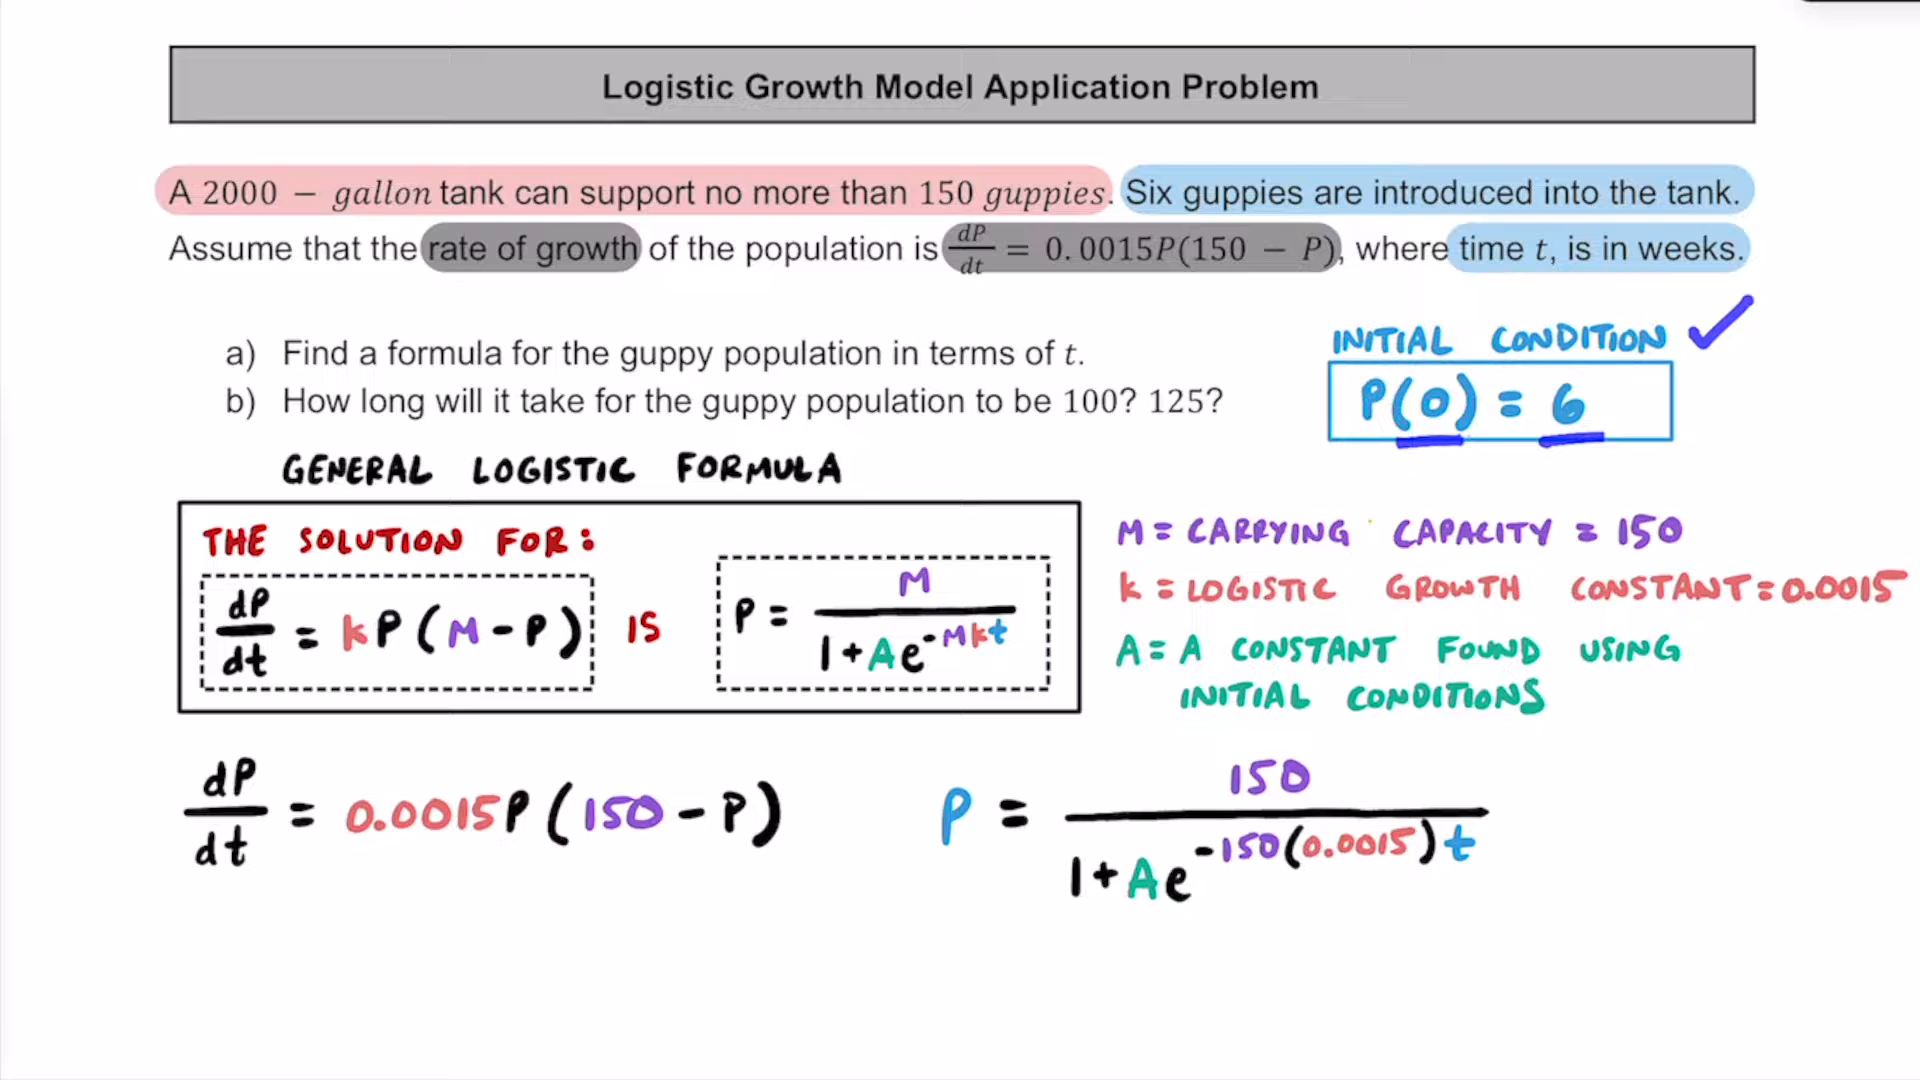 Logistic Growth Model Application Problem
A 2000 − gallon tank can support no more than 150 guppies. Six guppies are introduced into the tank.
Assume that the rate of growth of the population is dP/dt = 0.0015P(150 − P), where time t, is in weeks.
a) Find a formula for the guppy population in terms of t.
b) How long will it take for the guppy population to be 100? 125?
INITIAL CONDITION ✓
P(0) = 6
GENERAL LOGISTIC FORMULA
THE SOLUTION FOR:
dP/dt = kP(M-P) IS P = M/(1+Ae^(-Mkt))
M = CARRYING CAPACITY = 150
k = LOGISTIC GROWTH CONSTANT = 0.0015
A = A CONSTANT FOUND USING
INITIAL CONDITIONS
dP/dt = 0.0015P(150-P)
P = 150/(1+Ae^(-150(0.0015)t))